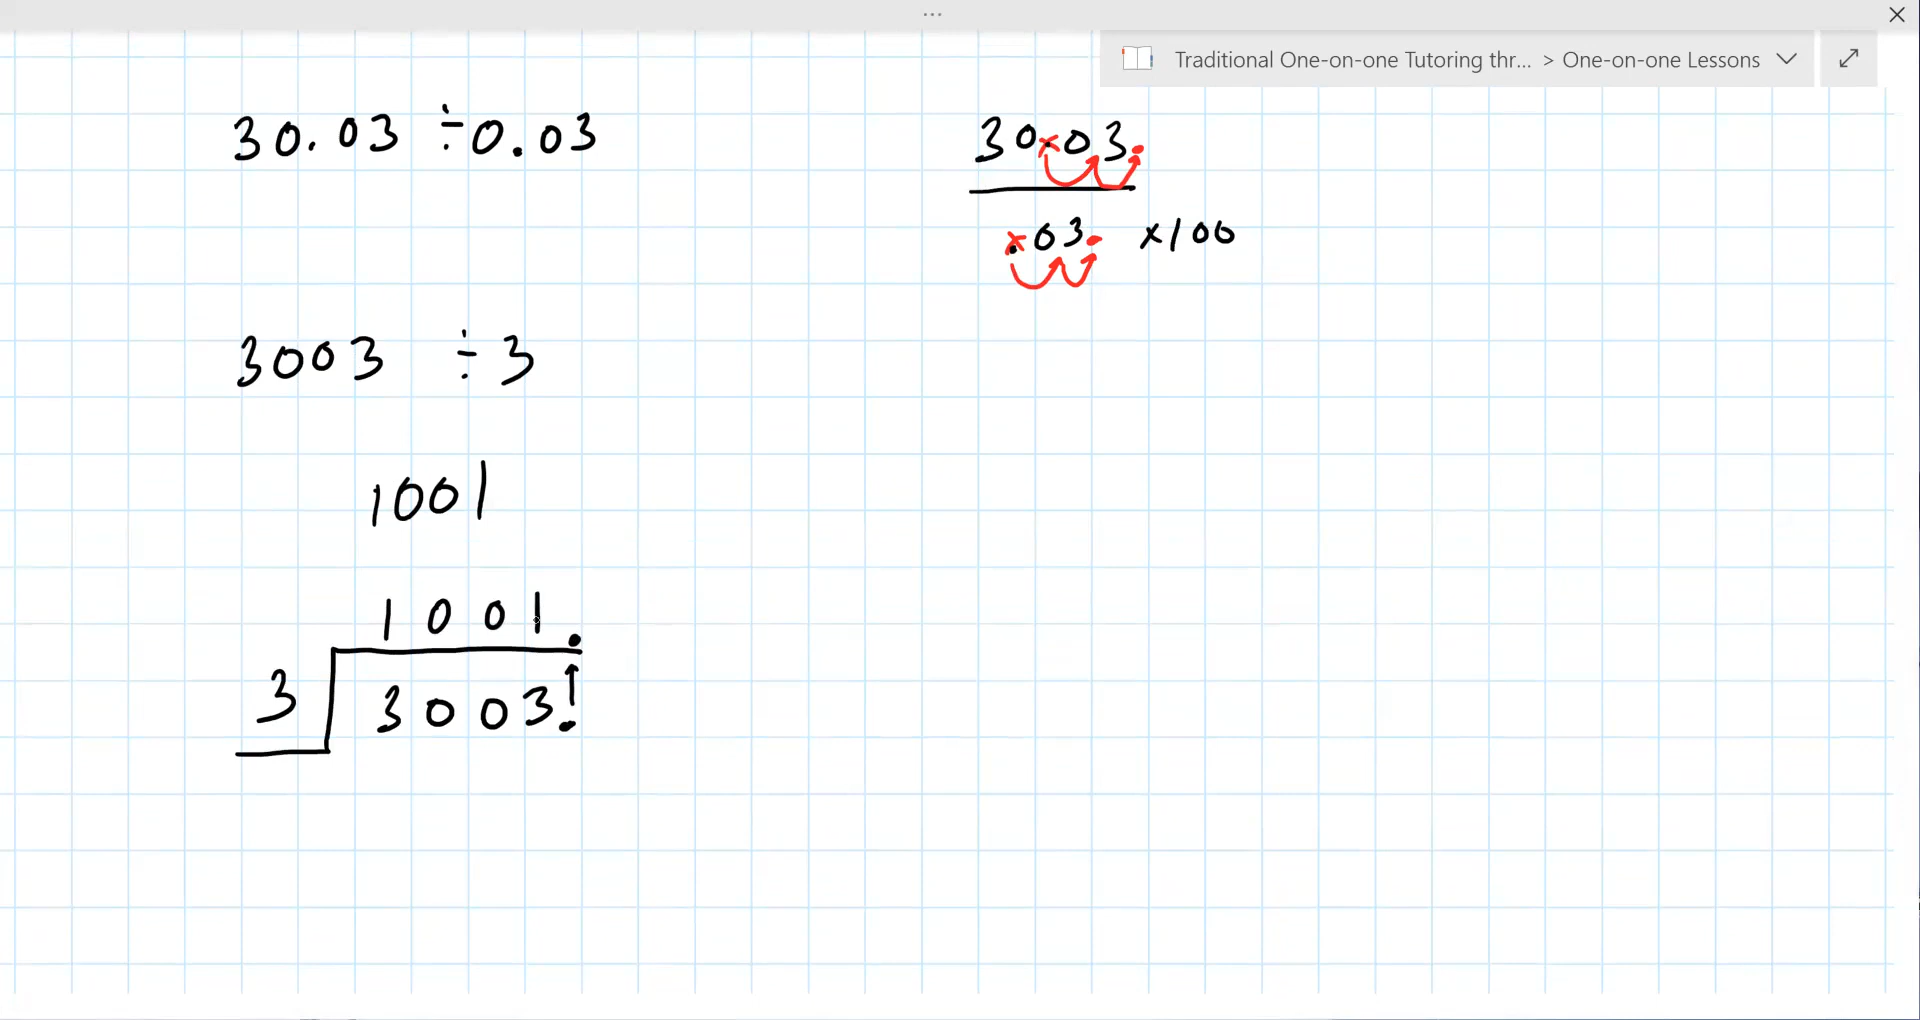 ...
Traditional One-on-one Tutoring thr... > One-on-one Lessons
30.03 ÷ 0.03
3003 ÷ 3
1001
1001.
3 3003.
30.03.
.03. x100